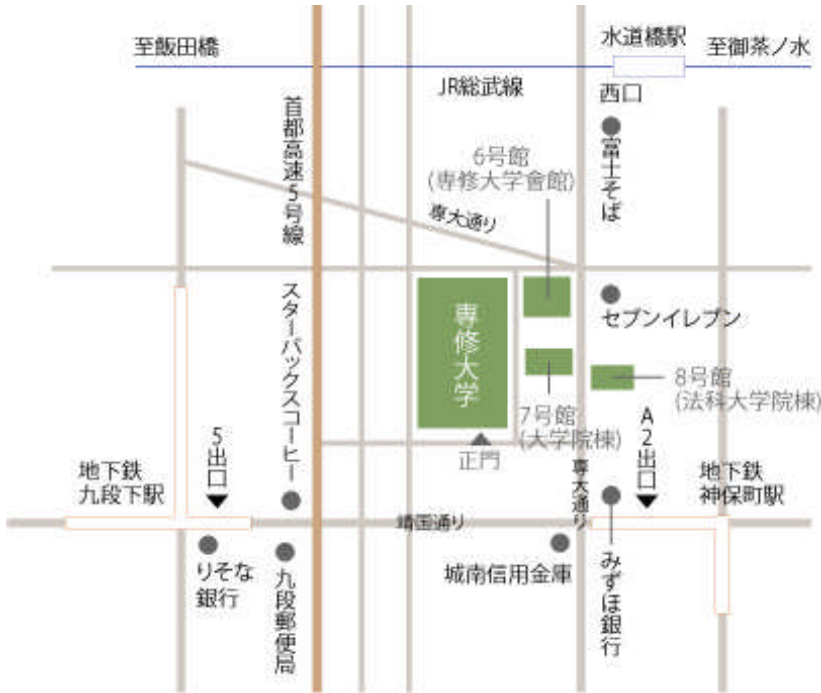 水道橋駅
至飯田橋
至御茶ノ水
JR総武線
西口
首都高速5号線
富士そば
6号館
(専修大学會館)
専大通り
スターバックスコーヒー
専修大学
セブンイレブン
8号館
(法科大学院棟)
7号館
(大学院棟)
5出口
A2出口
正門
地下鉄
九段下駅
専大通り
地下鉄
神保町駅
靖国通り
りそな
銀行
九段郵便局
城南信用金庫
みずほ銀行